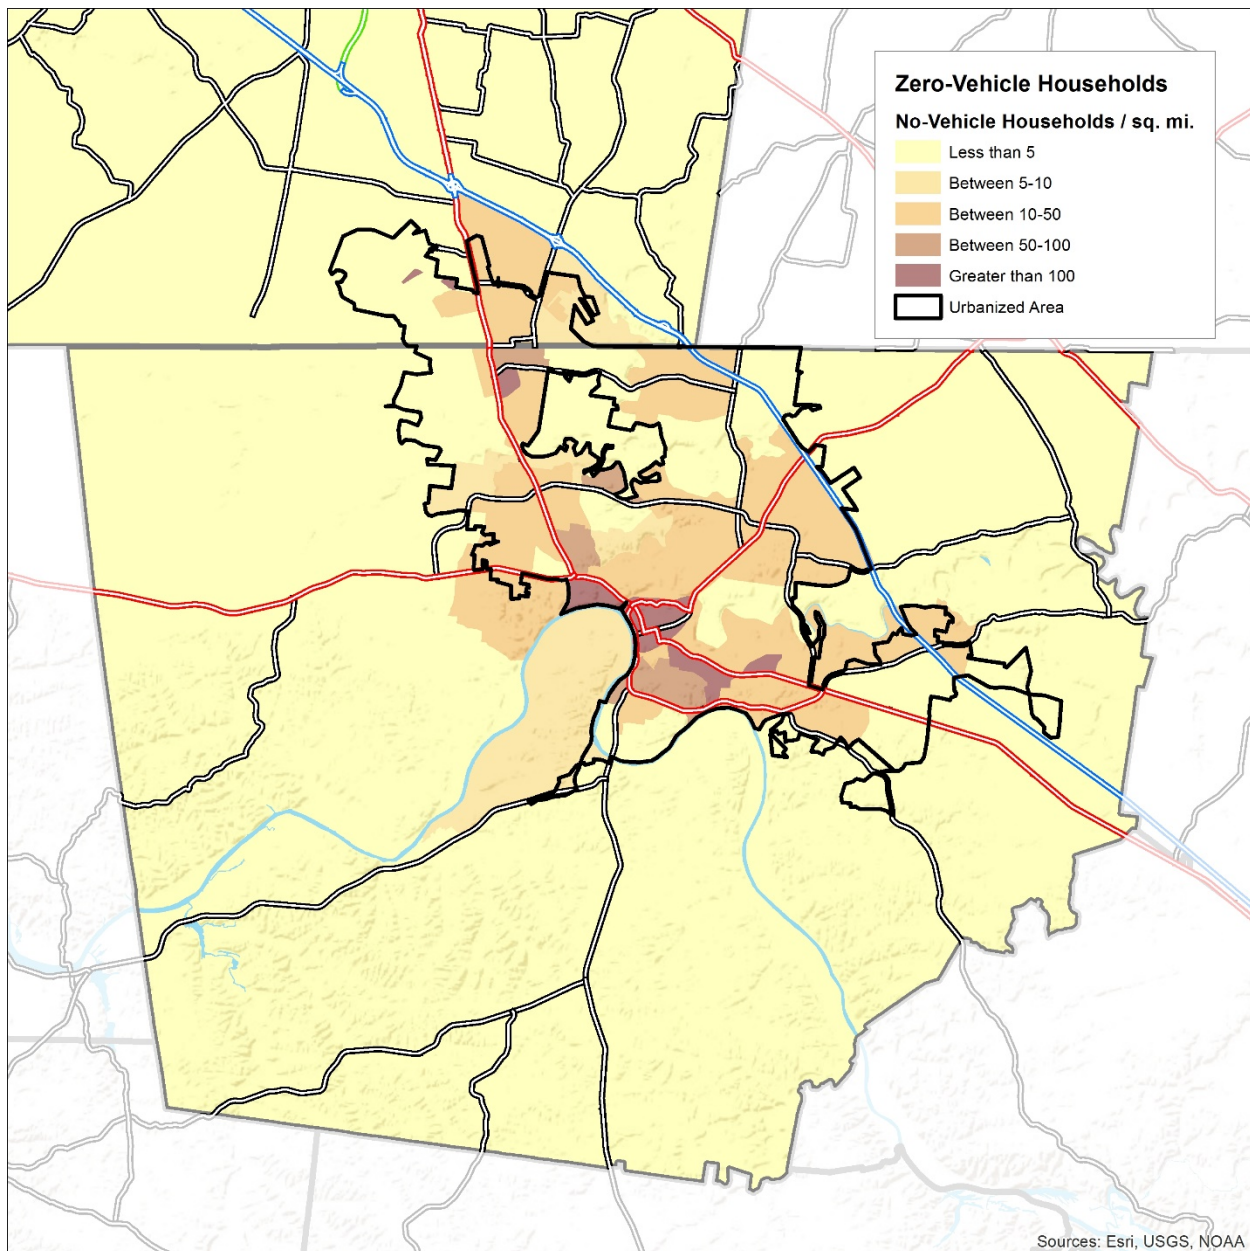 Zero-Vehicle Households
No-Vehicle Households / sq. mi.
Less than 5
Between 5-10
Between 10-50
Between 50-100
Greater than 100
Urbanized Area
Sources: Esri, USGS, NOAA